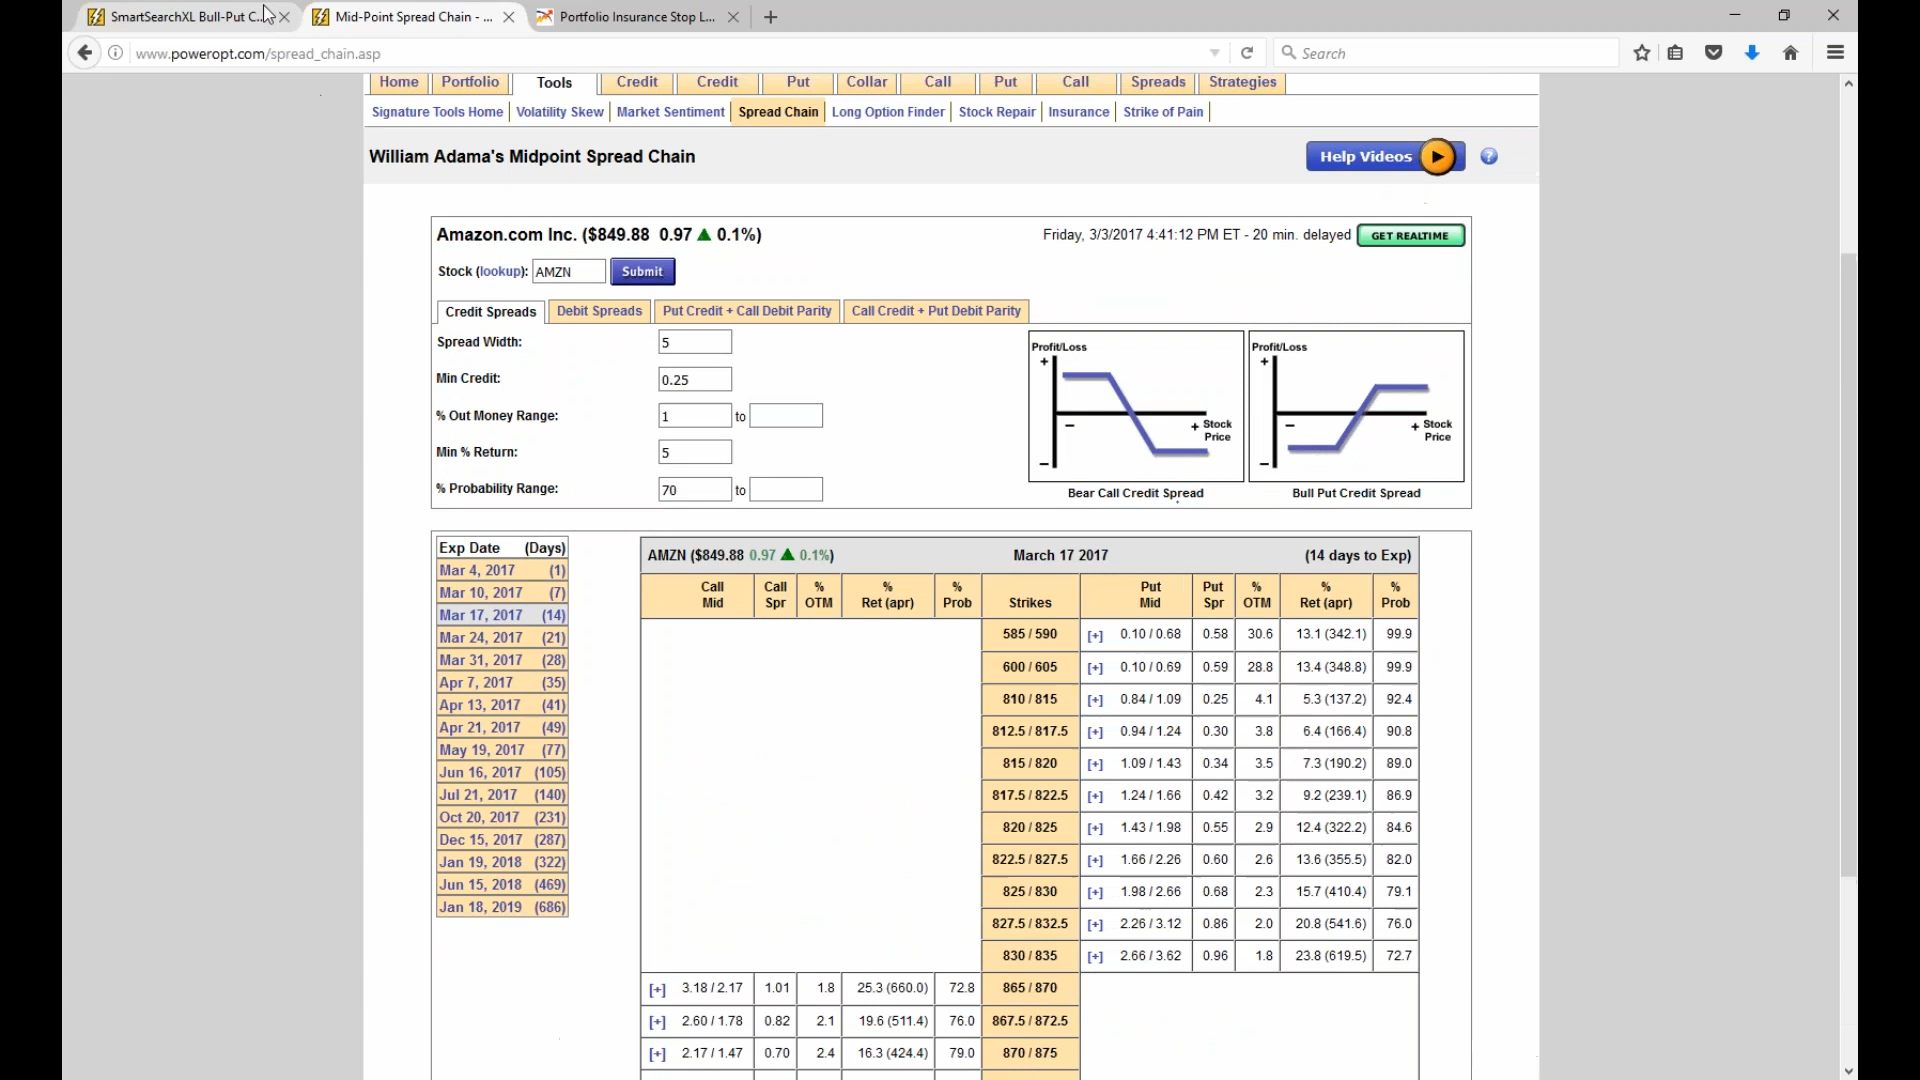 SmartSearchXL Bull-Put C...
Mid-Point Spread Chain - ...
Portfolio Insurance Stop L...
www.poweropt.com/spread_chain.asp
Search
Home Portfolio Tools Credit Credit Put Collar Call Put Call Spreads Strategies
Signature Tools Home Volatility Skew Market Sentiment Spread Chain Long Option Finder Stock Repair Insurance Strike of Pain
William Adama's Midpoint Spread Chain
Help Videos ?
Amazon.com Inc. ($849.88 0.97 ▲ 0.1%)
Friday, 3/3/2017 4:41:12 PM ET - 20 min. delayed GET REALTIME
Stock (lookup): AMZN Submit
Credit Spreads Debit Spreads Put Credit + Call Debit Parity Call Credit + Put Debit Parity
Spread Width: 5
Min Credit: 0.25
% Out Money Range: 1 to
Min % Return: 5
% Probability Range: 70 to
Profit/Loss
+
−
+ Stock
Price
−
Bear Call Credit Spread
Profit/Loss
+
−
+ Stock
Price
−
Bull Put Credit Spread
Exp Date (Days)
Mar 4, 2017 (1)
Mar 10, 2017 (7)
Mar 17, 2017 (14)
Mar 24, 2017 (21)
Mar 31, 2017 (28)
Apr 7, 2017 (35)
Apr 13, 2017 (41)
Apr 21, 2017 (49)
May 19, 2017 (77)
Jun 16, 2017 (105)
Jul 21, 2017 (140)
Oct 20, 2017 (231)
Dec 15, 2017 (287)
Jan 19, 2018 (322)
Jun 15, 2018 (469)
Jan 18, 2019 (686)
AMZN ($849.88 0.97 ▲ 0.1%) March 17 2017 (14 days to Exp)
Call Mid Call Spr % OTM % Ret (apr) % Prob Strikes Put Mid Put Spr % OTM % Ret (apr) % Prob
585 / 590 [+] 0.10 / 0.68 0.58 30.6 13.1 (342.1) 99.9
600 / 605 [+] 0.10 / 0.69 0.59 28.8 13.4 (348.8) 99.9
810 / 815 [+] 0.84 / 1.09 0.25 4.1 5.3 (137.2) 92.4
812.5 / 817.5 [+] 0.94 / 1.24 0.30 3.8 6.4 (166.4) 90.8
815 / 820 [+] 1.09 / 1.43 0.34 3.5 7.3 (190.2) 89.0
817.5 / 822.5 [+] 1.24 / 1.66 0.42 3.2 9.2 (239.1) 86.9
820 / 825 [+] 1.43 / 1.98 0.55 2.9 12.4 (322.2) 84.6
822.5 / 827.5 [+] 1.66 / 2.26 0.60 2.6 13.6 (355.5) 82.0
825 / 830 [+] 1.98 / 2.66 0.68 2.3 15.7 (410.4) 79.1
827.5 / 832.5 [+] 2.26 / 3.12 0.86 2.0 20.8 (541.6) 76.0
830 / 835 [+] 2.66 / 3.62 0.96 1.8 23.8 (619.5) 72.7
[+] 3.18 / 2.17 1.01 1.8 25.3 (660.0) 72.8 865 / 870
[+] 2.60 / 1.78 0.82 2.1 19.6 (511.4) 76.0 867.5 / 872.5
[+] 2.17 / 1.47 0.70 2.4 16.3 (424.4) 79.0 870 / 875